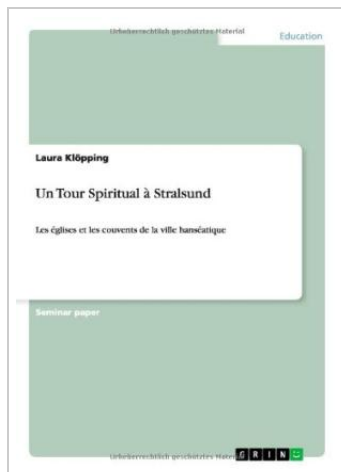 Urheberrechtlich geschütztes Material
Education
Laura Klöpping
Un Tour Spiritual à Stralsund
Les églises et les couvents de la ville hanséatique
Seminar paper
Urheberrechtlich geschütztes
GRIN